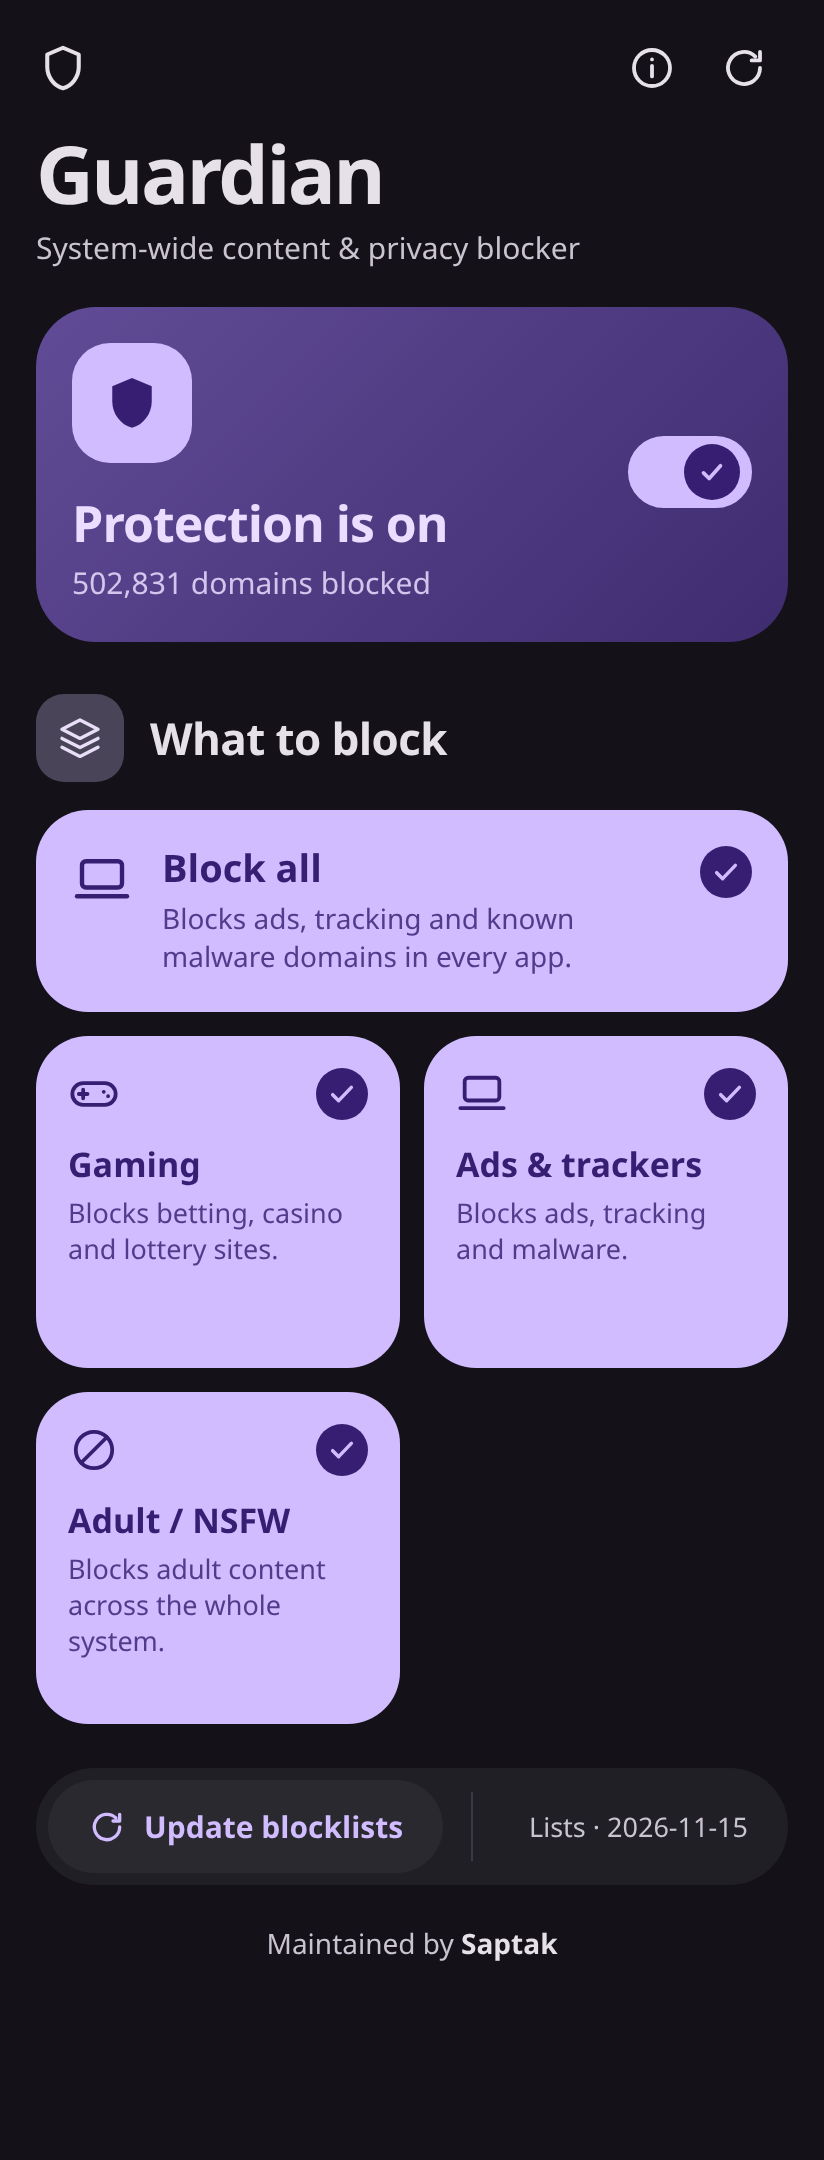 Guardian
System-wide content & privacy blocker
Protection is on
502,831 domains blocked
What to block
Block all
Blocks ads, tracking and known
malware domains in every app.
Gaming
Blocks betting, casino
and lottery sites.
Ads & trackers
Blocks ads, tracking
and malware.
Adult / NSFW
Blocks adult content
across the whole
system.
Update blocklists
Lists · 2026-11-15
Maintained by Saptak